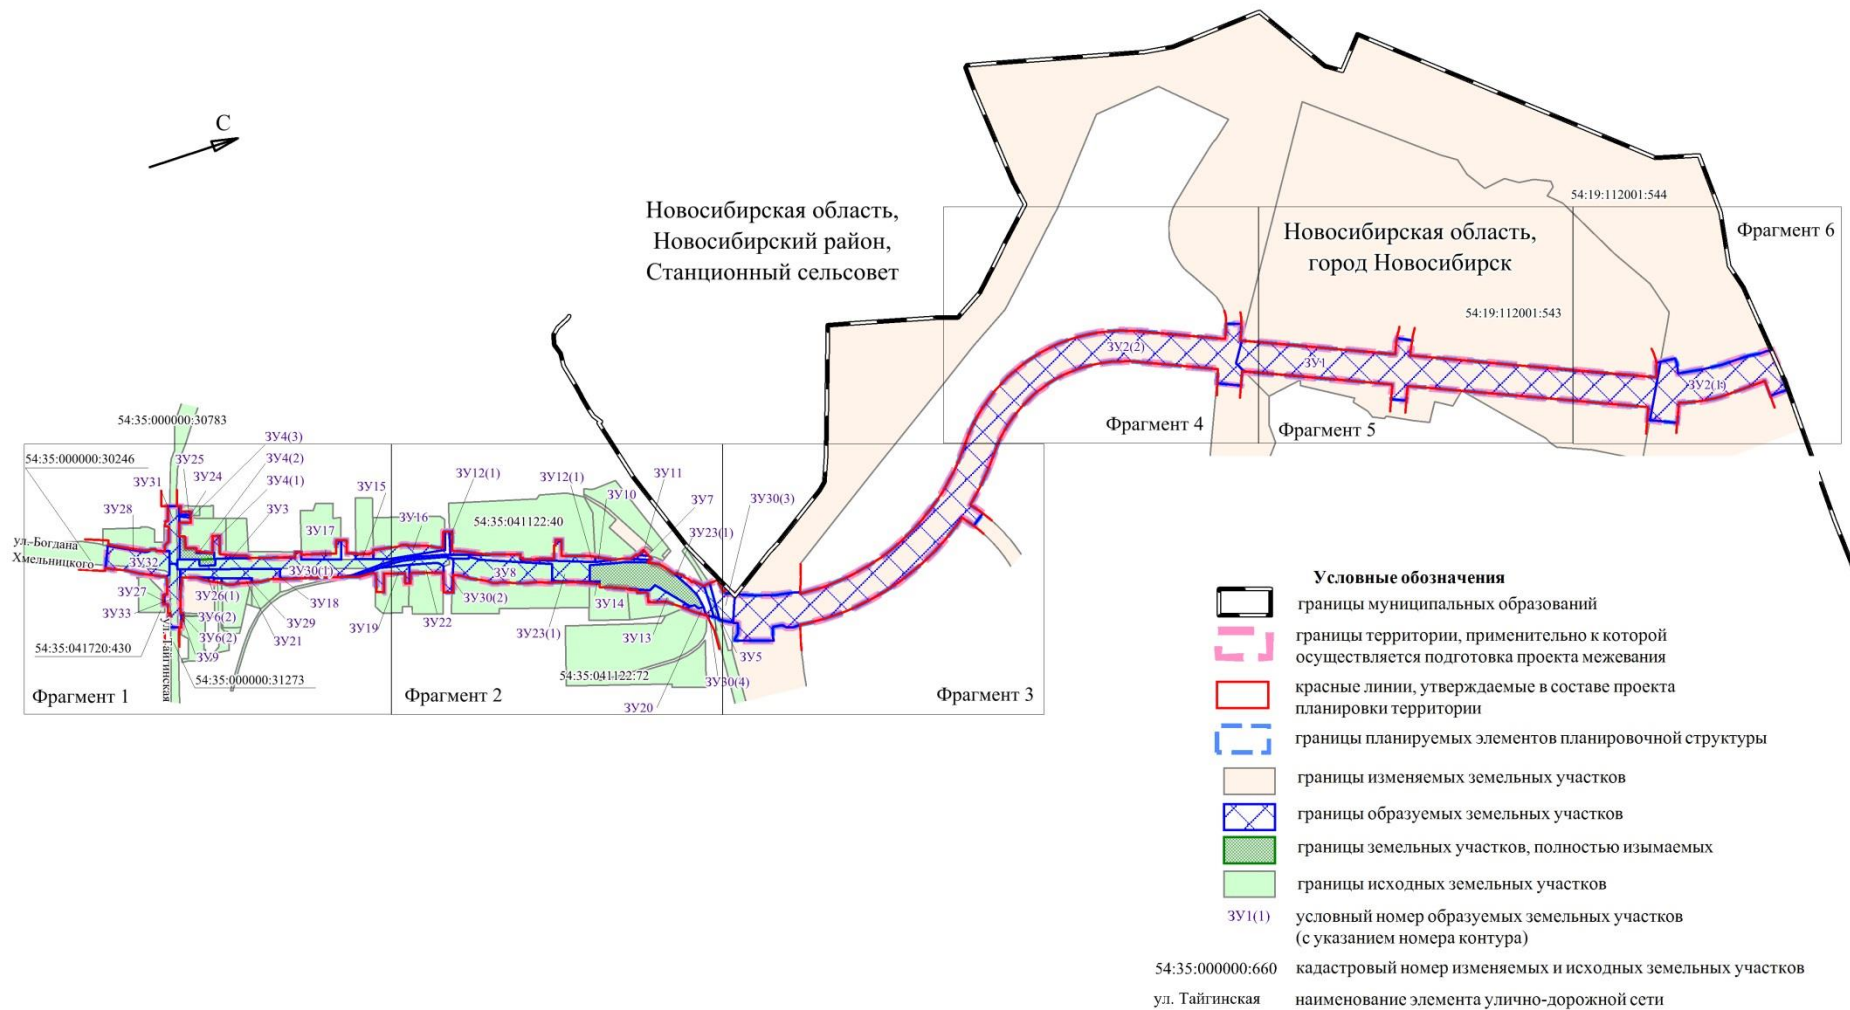 С
Новосибирская область,
Новосибирский район,
Станционный сельсовет
54:19:112001:544
Новосибирская область,
город Новосибирск
Фрагмент 6
54:19:112001:543
ЗУ2(2)
ЗУ1
ЗУ2(1)
Фрагмент 4
Фрагмент 5
54:35:000000:30783
ЗУ4(3)
54:35:000000:30246
ЗУ25
ЗУ4(2)
ЗУ31
ЗУ24
ЗУ4(1)
ЗУ15
ЗУ12(1)
ЗУ12(1)
ЗУ11
ЗУ10
ЗУ7
ЗУ30(3)
ЗУ28
ЗУ3
ЗУ17
ЗУ16
54:35:041122:40
ЗУ23(1)
ул. Богдана
Хмельницкого
ЗУ32
ЗУ30(1)
ЗУ8
ЗУ27
ЗУ26(1)
ЗУ18
ЗУ30(2)
ЗУ14
ЗУ33
ЗУ6(2)
ЗУ29
ЗУ19
ЗУ22
ЗУ23(1)
ЗУ13
ЗУ6(2)
ЗУ21
54:35:041720:430
ЗУ9
ул. Тайгинская
ЗУ5
54:35:000000:31273
54:35:041122:72
ЗУ30(4)
ЗУ20
Фрагмент 1
Фрагмент 2
Фрагмент 3
Условные обозначения
границы муниципальных образований
границы территории, применительно к которой
осуществляется подготовка проекта межевания
красные линии, утверждаемые в составе проекта
планировки территории
границы планируемых элементов планировочной структуры
границы изменяемых земельных участков
границы образуемых земельных участков
границы земельных участков, полностью изымаемых
границы исходных земельных участков
ЗУ1(1) условный номер образуемых земельных участков
(с указанием номера контура)
54:35:000000:660 кадастровый номер изменяемых и исходных земельных участков
ул. Тайгинская наименование элемента улично-дорожной сети